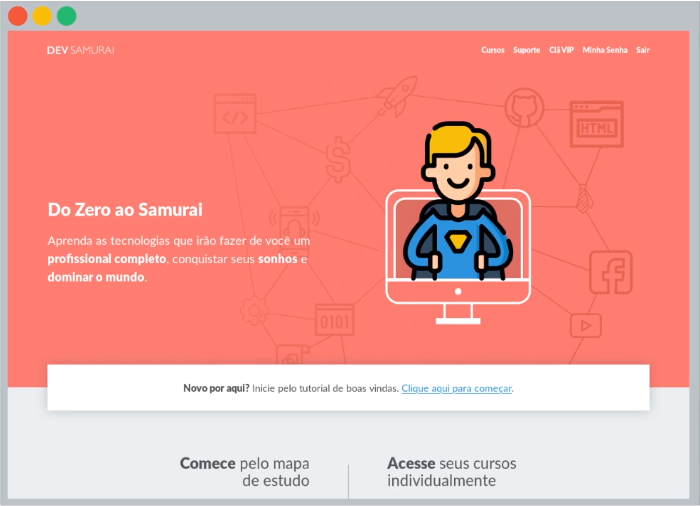 DEV SAMURAI
Cursos Suporte Clã VIP Minha Senha Sair
</>
HTML
Do Zero ao Samurai
Aprenda as tecnologias que irão fazer de você um
profissional completo, conquistar seus sonhos e
dominar o mundo.
0101
Novo por aqui? Inicie pelo tutorial de boas vindas. Clique aqui para começar.
Comece pelo mapa
de estudo
Acesse seus cursos
individualmente